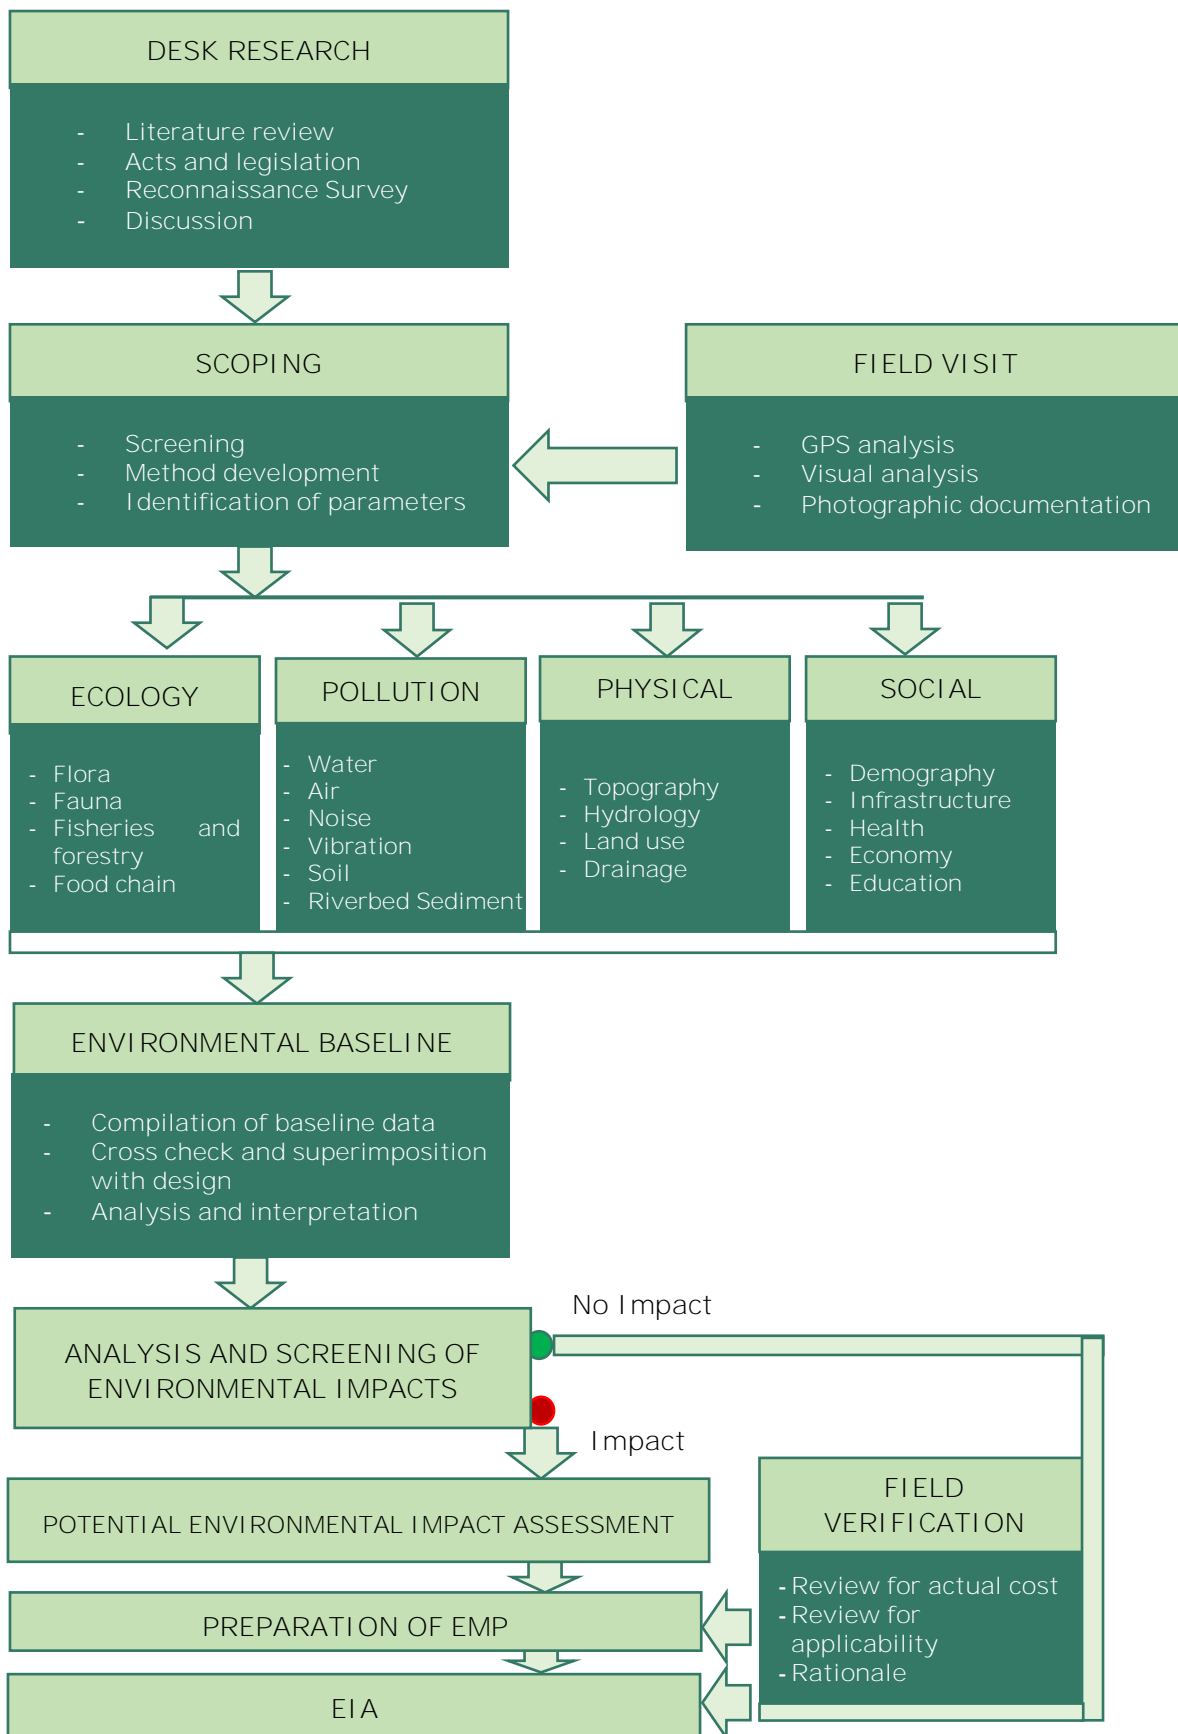 DESK RESEARCH
- Literature review
- Acts and legislation
- Reconnaissance Survey
- Discussion
SCOPING
- Screening
- Method development
- Identification of parameters
FIELD VISIT
- GPS analysis
- Visual analysis
- Photographic documentation
ECOLOGY
- Flora
- Fauna
- Fisheries and
forestry
- Food chain
POLLUTION
- Water
- Air
- Noise
- Vibration
- Soil
- Riverbed Sediment
PHYSICAL
- Topography
- Hydrology
- Land use
- Drainage
SOCIAL
- Demography
- Infrastructure
- Health
- Economy
- Education
ENVIRONMENTAL BASELINE
- Compilation of baseline data
- Cross check and superimposition
with design
- Analysis and interpretation
ANALYSIS AND SCREENING OF
ENVIRONMENTAL IMPACTS
No Impact
Impact
POTENTIAL ENVIRONMENTAL IMPACT ASSESSMENT
FIELD
VERIFICATION
- Review for actual cost
- Review for
applicability
- Rationale
PREPARATION OF EMP
EIA